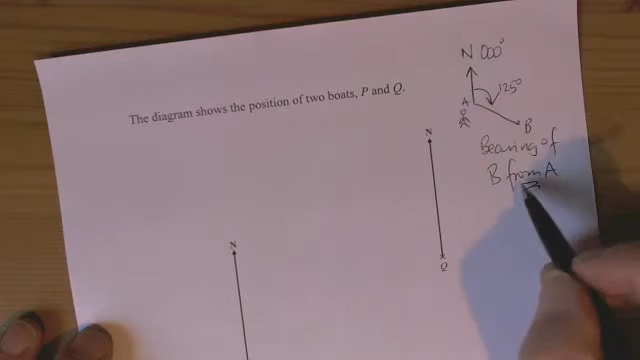 N 000°
The diagram shows the position of two boats, P and Q.
125°
A
B
N
Bearing of
B from A
N
Q